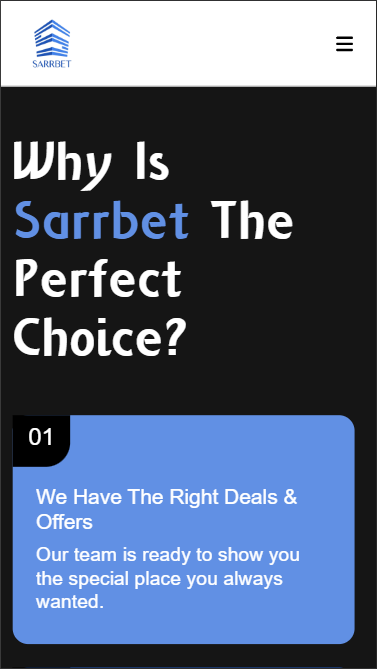 SARRBET
Why Is
Sarrbet The
Perfect
Choice?
01
We Have The Right Deals &
Offers
Our team is ready to show you
the special place you always
wanted.